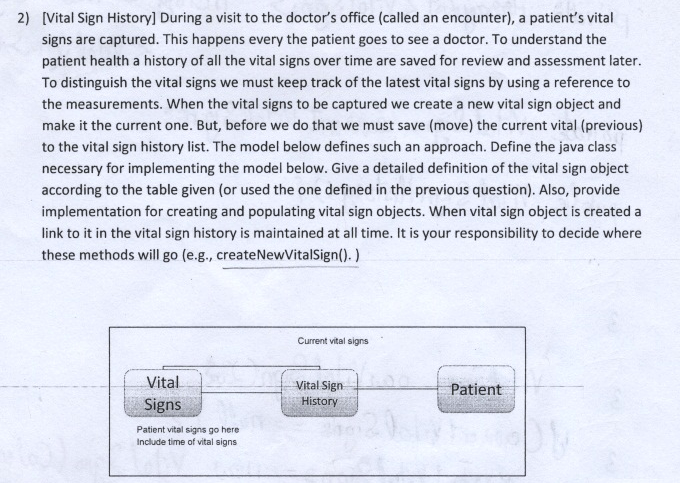 2) [Vital Sign History] During a visit to the doctor's office (called an encounter), a patient's vital
signs are captured. This happens every the patient goes to see a doctor. To understand the
patient health a history of all the vital signs over time are saved for review and assessment later.
To distinguish the vital signs we must keep track of the latest vital signs by using a reference to
the measurements. When the vital signs to be captured we create a new vital sign object and
make it the current one. But, before we do that we must save (move) the current vital (previous)
to the vital sign history list. The model below defines such an approach. Define the java class
necessary for implementing the model below. Give a detailed definition of the vital sign object
according to the table given (or used the one defined in the previous question). Also, provide
implementation for creating and populating vital sign objects. When vital sign object is created a
link to it in the vital sign history is maintained at all time. It is your responsibility to decide where
these methods will go (e.g., createNewVitalSign(). )
Current vital signs
Vital
Signs
Vital Sign
History
Patient
Patient vital signs go here
Include time of vital signs